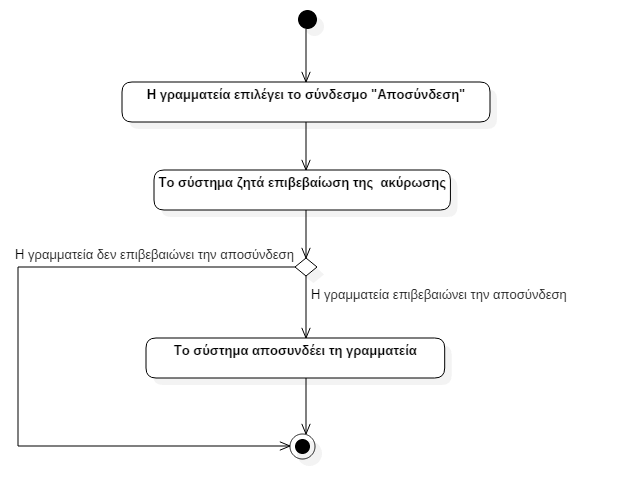 Η γραμματεία επιλέγει το σύνδεσμο "Αποσύνδεση"
Το σύστημα ζητά επιβεβαίωση της  ακύρωσης
Η γραμματεία δεν επιβεβαιώνει την αποσύνδεση
Η γραμματεία επιβεβαιώνει την αποσύνδεση
Το σύστημα αποσυνδέει τη γραμματεία